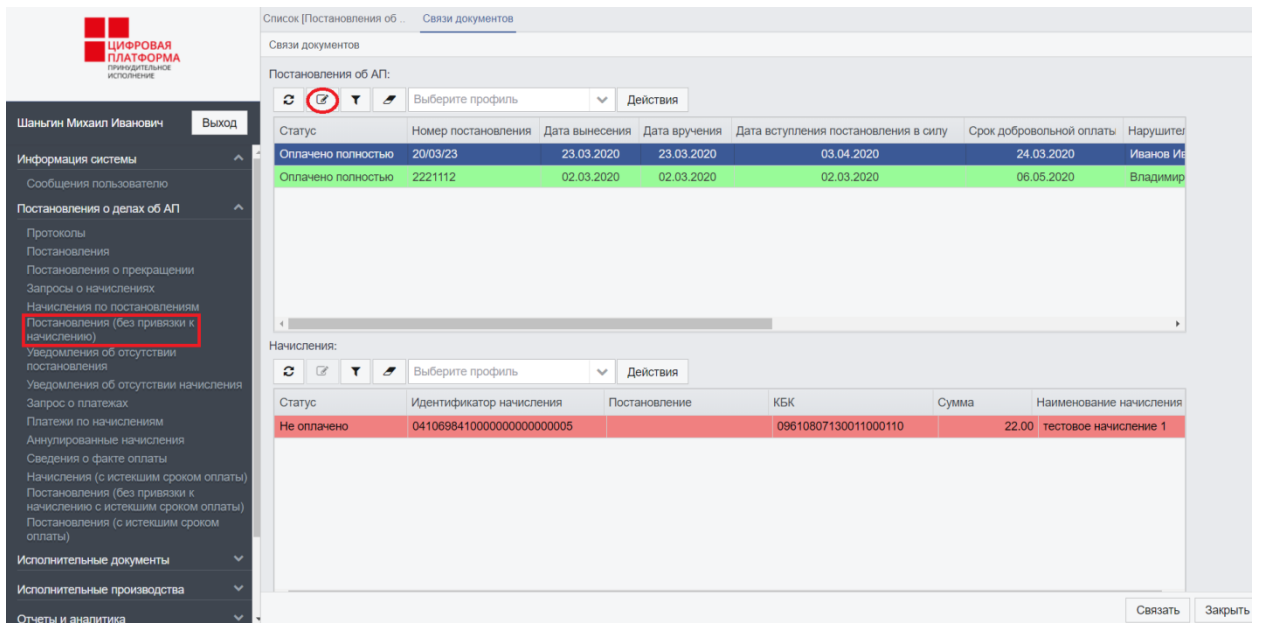 ЦИФРОВАЯ
ПЛАТФОРМА
ПРИНУДИТЕЛЬНОЕ
ИСПОЛНЕНИЕ
Шаньгин Михаил Иванович Выход
Информация системы
Сообщения пользователю
Постановления о делах об АП
Протоколы
Постановления
Постановления о прекращении
Запросы о начислениях
Начисления по постановлениям
Постановления (без привязки к
начислению)
Уведомления об отсутствии
постановления
Уведомления об отсутствии начисления
Запрос о платежах
Платежи по начислениям
Аннулированные начисления
Сведения о факте оплаты
Начисления (с истекшим сроком оплаты)
Постановления (без привязки к
начислению с истекшим сроком оплаты)
Постановления (с истекшим сроком
оплаты)
Исполнительные документы
Исполнительные производства
Отчеты и аналитика
Список [Постановления об .. Связи документов
Связи документов
Постановления об АП:
Выберите профиль Действия
Статус Номер постановления Дата вынесения Дата вручения Дата вступления постановления в силу Срок добровольной оплаты Нарушител
Оплачено полностью 20/03/23 23.03.2020 23.03.2020 03.04.2020 24.03.2020 Иванов Ив
Оплачено полностью 2221112 02.03.2020 02.03.2020 02.03.2020 06.05.2020 Владимир
Начисления:
Выберите профиль Действия
Статус Идентификатор начисления Постановление КБК Сумма Наименование начисления
Не оплачено 0410698410000000000000005 09610807130011000110 22.00 тестовое начисление 1
Связать Закрыть